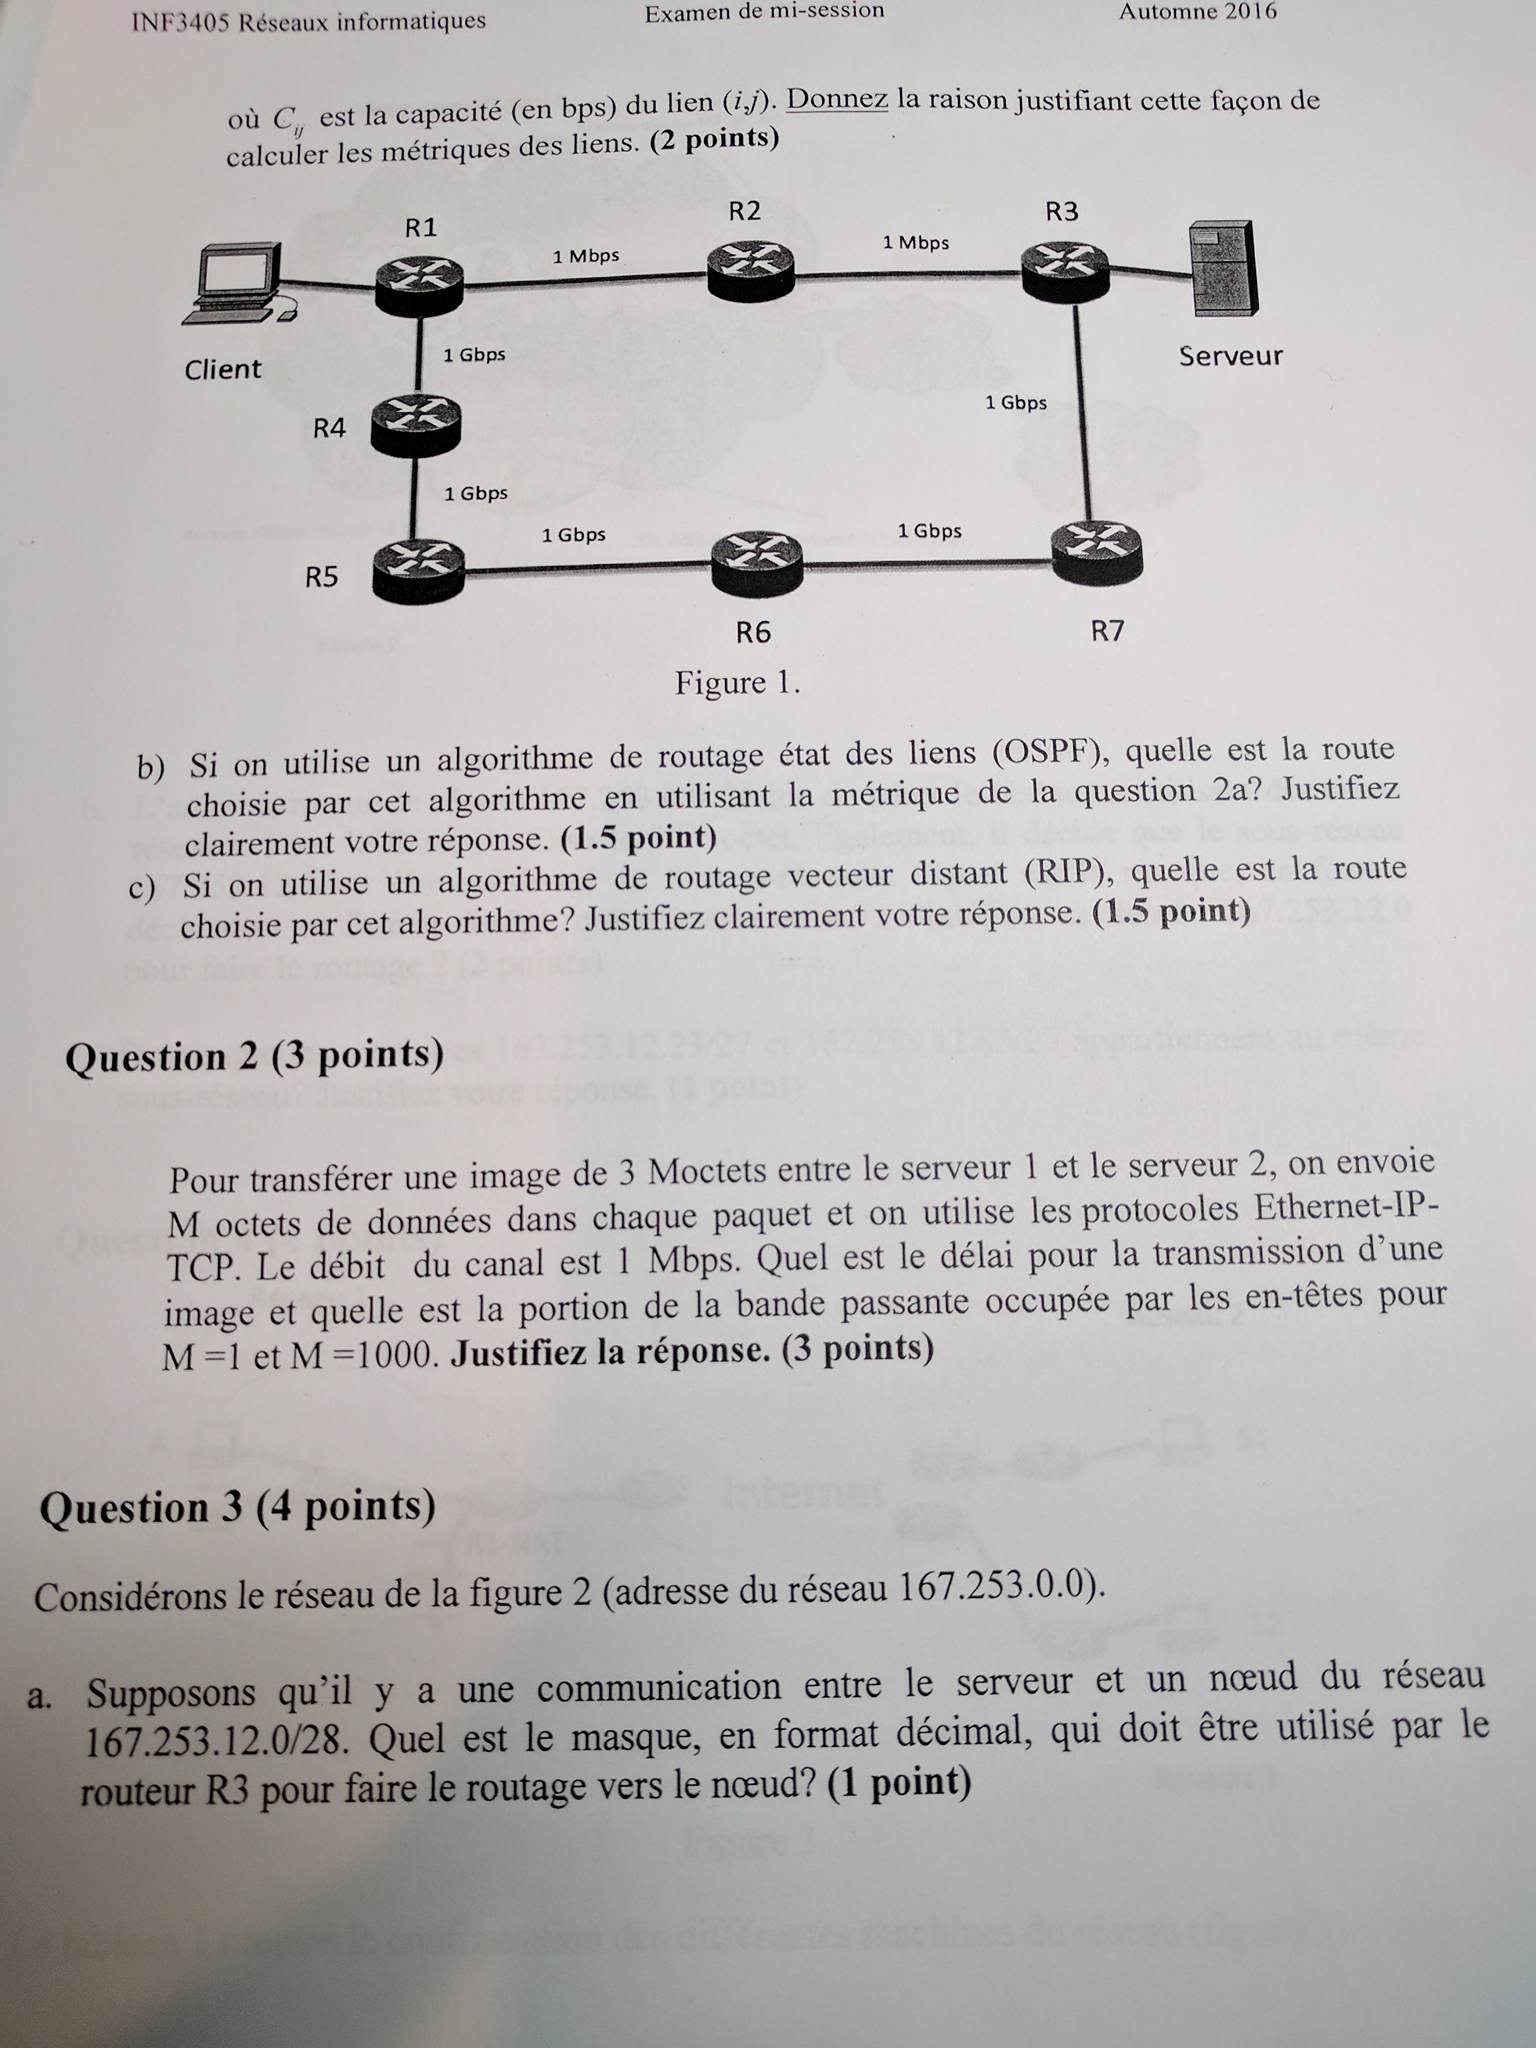 INF3405 Réseaux informatiques Examen de mi-session Automne 2016
où C_ij est la capacité (en bps) du lien (i,j). Donnez la raison justifiant cette façon de
calculer les métriques des liens. (2 points)
R1 R2 R3
1 Mbps 1 Mbps
Client 1 Gbps Serveur
R4 1 Gbps
1 Gbps
R5 1 Gbps 1 Gbps
R6 R7
Figure 1.
b) Si on utilise un algorithme de routage état des liens (OSPF), quelle est la route
choisie par cet algorithme en utilisant la métrique de la question 2a? Justifiez
clairement votre réponse. (1.5 point)
c) Si on utilise un algorithme de routage vecteur distant (RIP), quelle est la route
choisie par cet algorithme? Justifiez clairement votre réponse. (1.5 point)
Question 2 (3 points)
Pour transférer une image de 3 Moctets entre le serveur 1 et le serveur 2, on envoie
M octets de données dans chaque paquet et on utilise les protocoles Ethernet-IP-
TCP. Le débit du canal est 1 Mbps. Quel est le délai pour la transmission d'une
image et quelle est la portion de la bande passante occupée par les en-têtes pour
M =1 et M =1000. Justifiez la réponse. (3 points)
Question 3 (4 points)
Considérons le réseau de la figure 2 (adresse du réseau 167.253.0.0).
a. Supposons qu'il y a une communication entre le serveur et un nœud du réseau
167.253.12.0/28. Quel est le masque, en format décimal, qui doit être utilisé par le
routeur R3 pour faire le routage vers le nœud? (1 point)